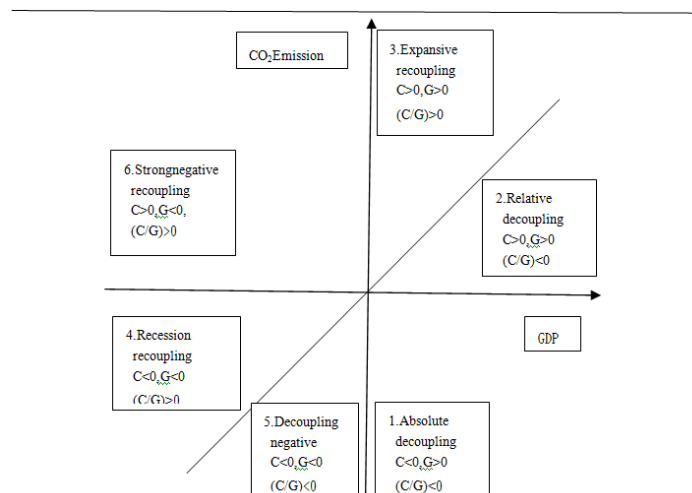 CO₂Emission
3.Expansive
recoupling
C>0,G>0
(C/G)>0
6.Strongnegative
recoupling
C>0,G<0,
(C/G)>0
2.Relative
decoupling
C>0,G>0
(C/G)<0
4.Recession
recoupling
C<0,G<0
(C/G)>0
GDP
5.Decoupling
negative
C<0,G<0
(C/G)<0
1.Absolute
decoupling
C<0,G>0
(C/G)<0